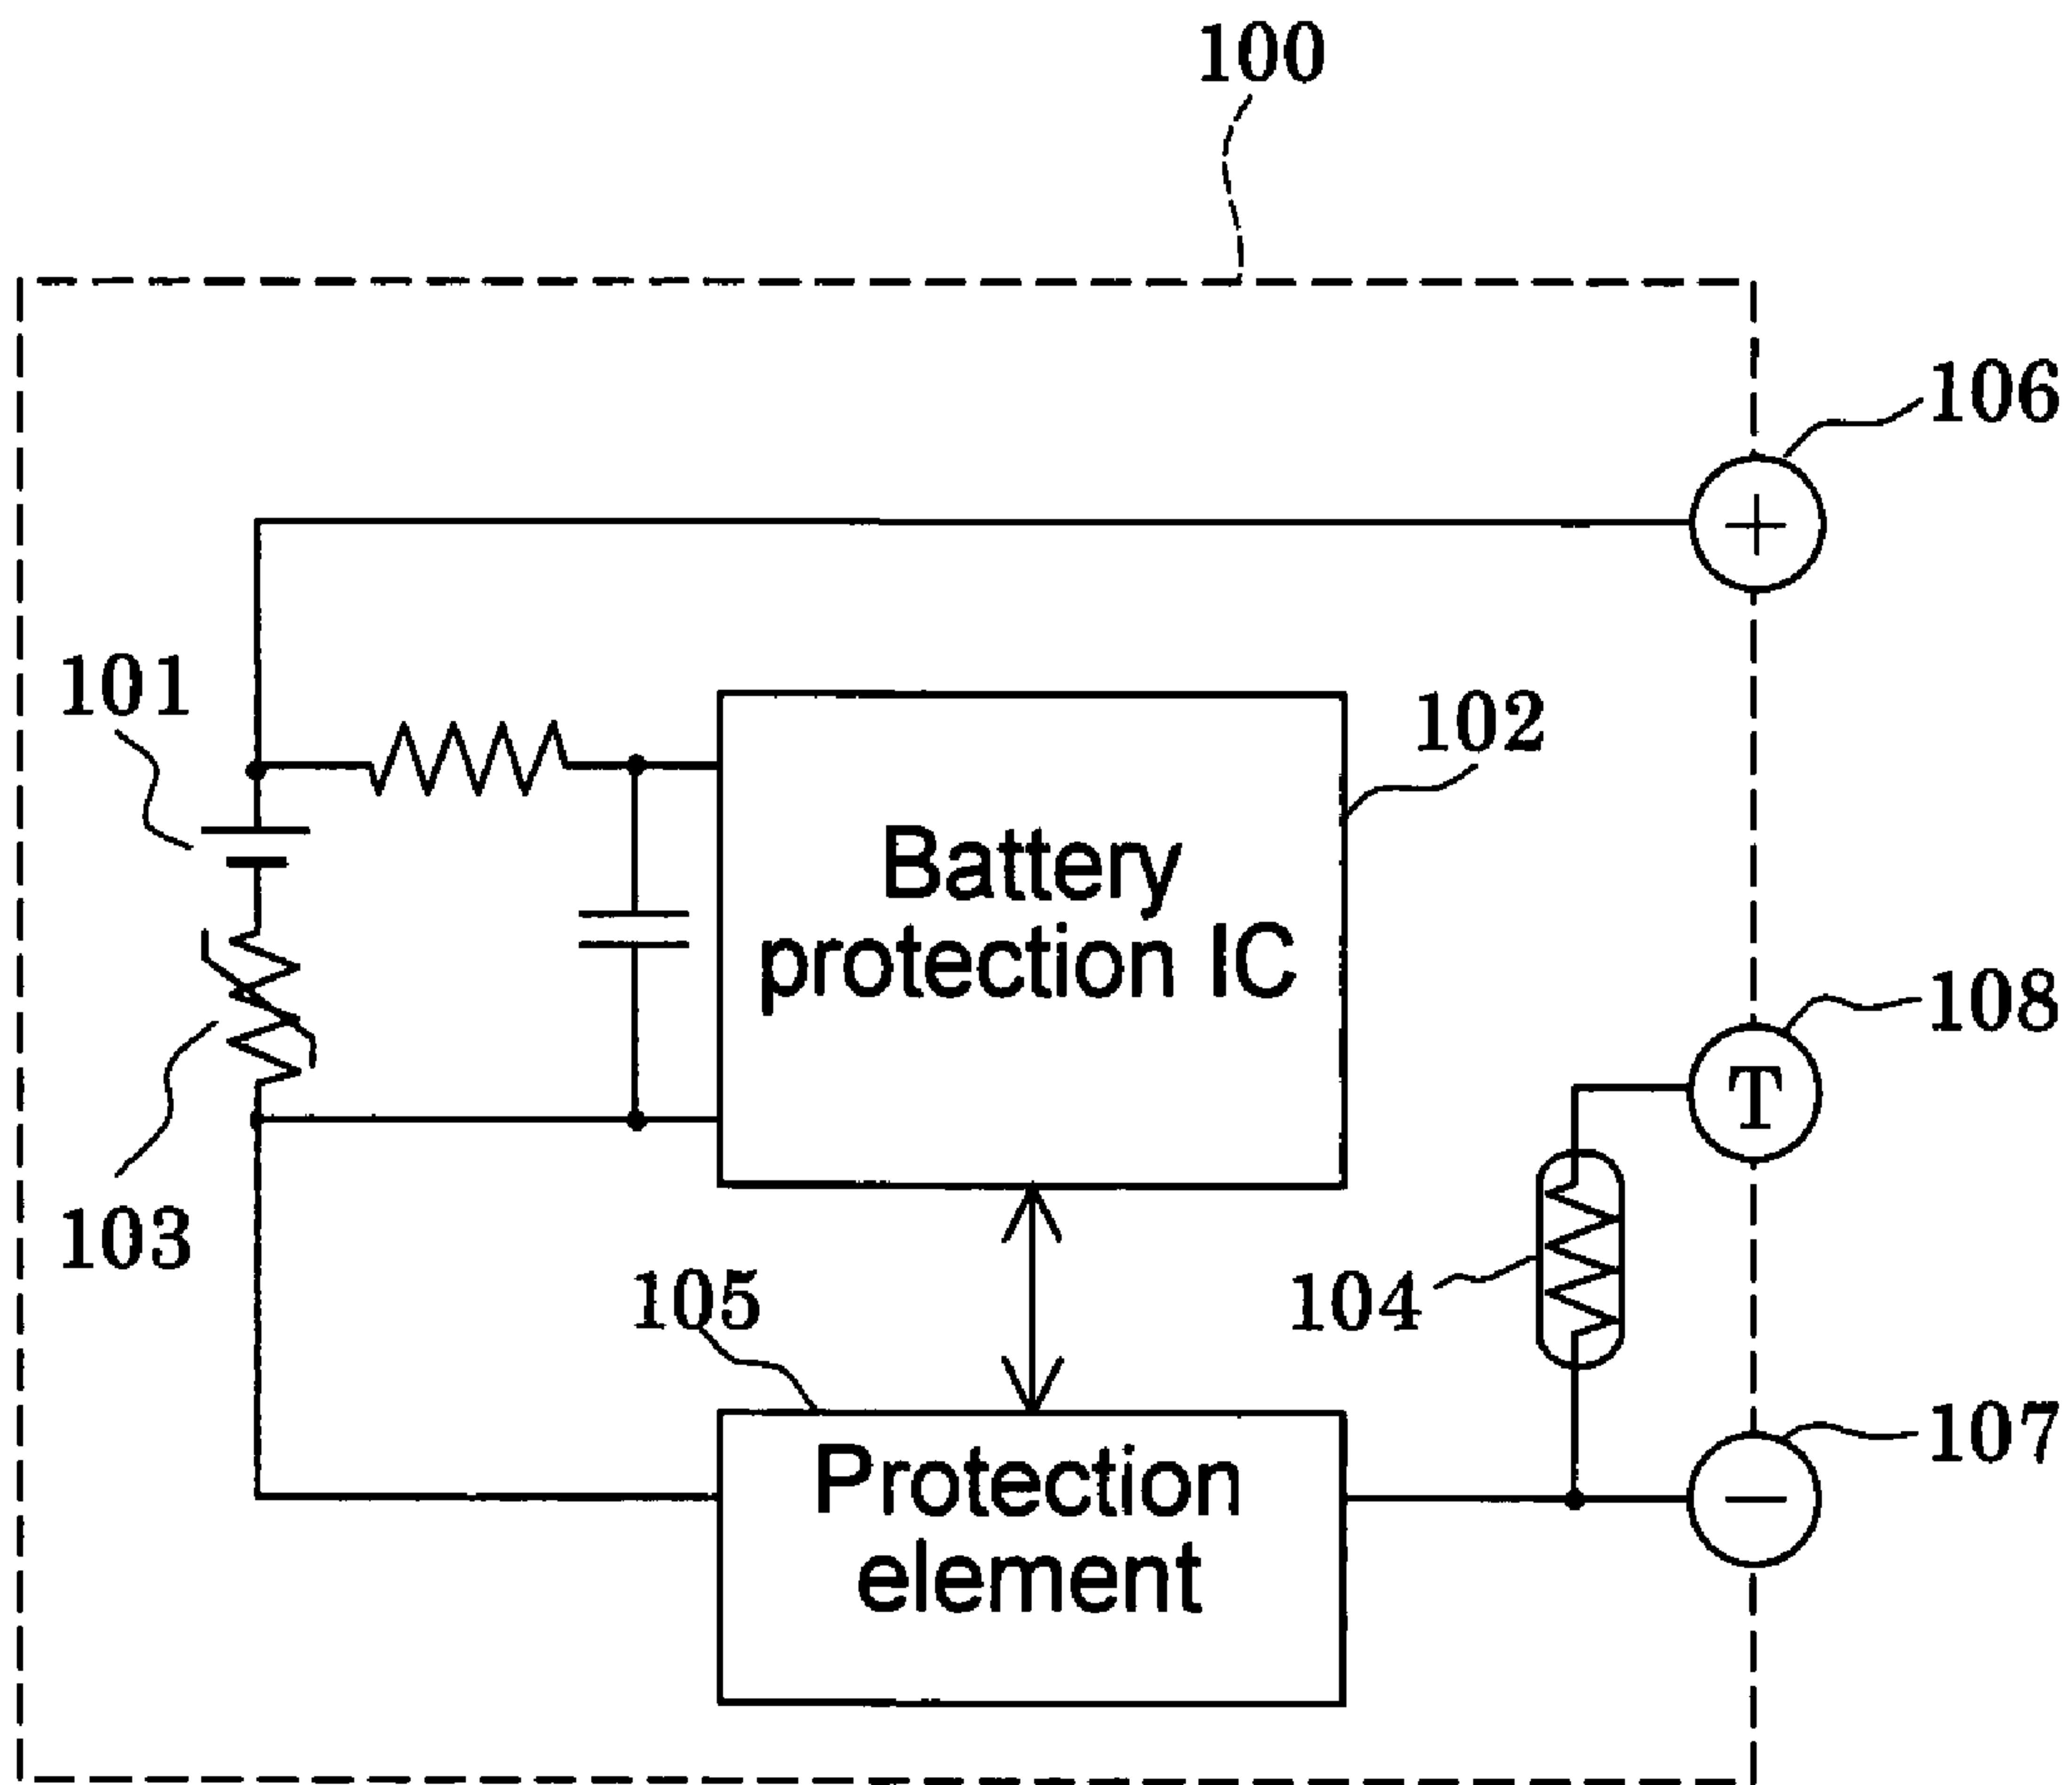 100
106
+
101
102
Battery
protection IC
108
T
103
105
104
107
Protection
−
element